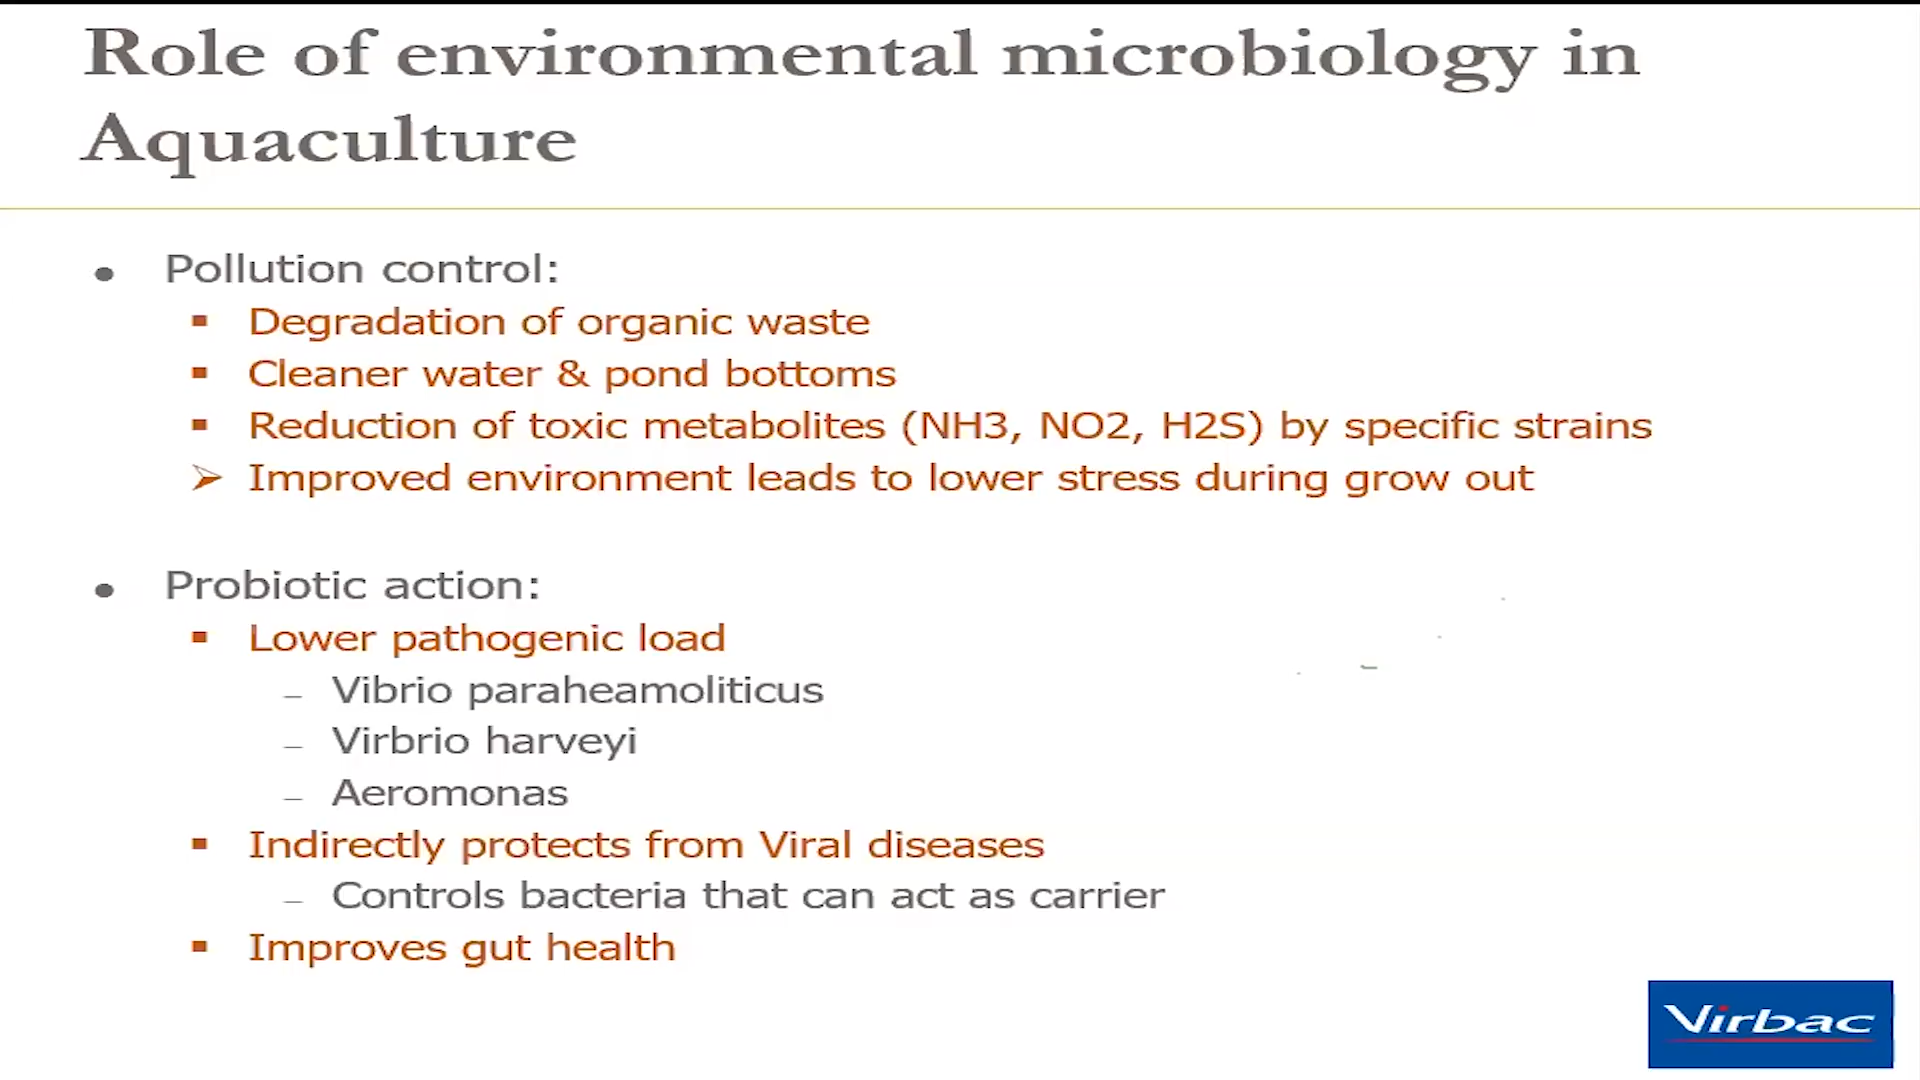 Role of environmental microbiology in
Aquaculture
Pollution control:
Degradation of organic waste
Cleaner water & pond bottoms
Reduction of toxic metabolites (NH3, NO2, H2S) by specific strains
Improved environment leads to lower stress during grow out
Probiotic action:
Lower pathogenic load
– Vibrio paraheamoliticus
– Virbrio harveyi
– Aeromonas
Indirectly protects from Viral diseases
– Controls bacteria that can act as carrier
Improves gut health
Virbac